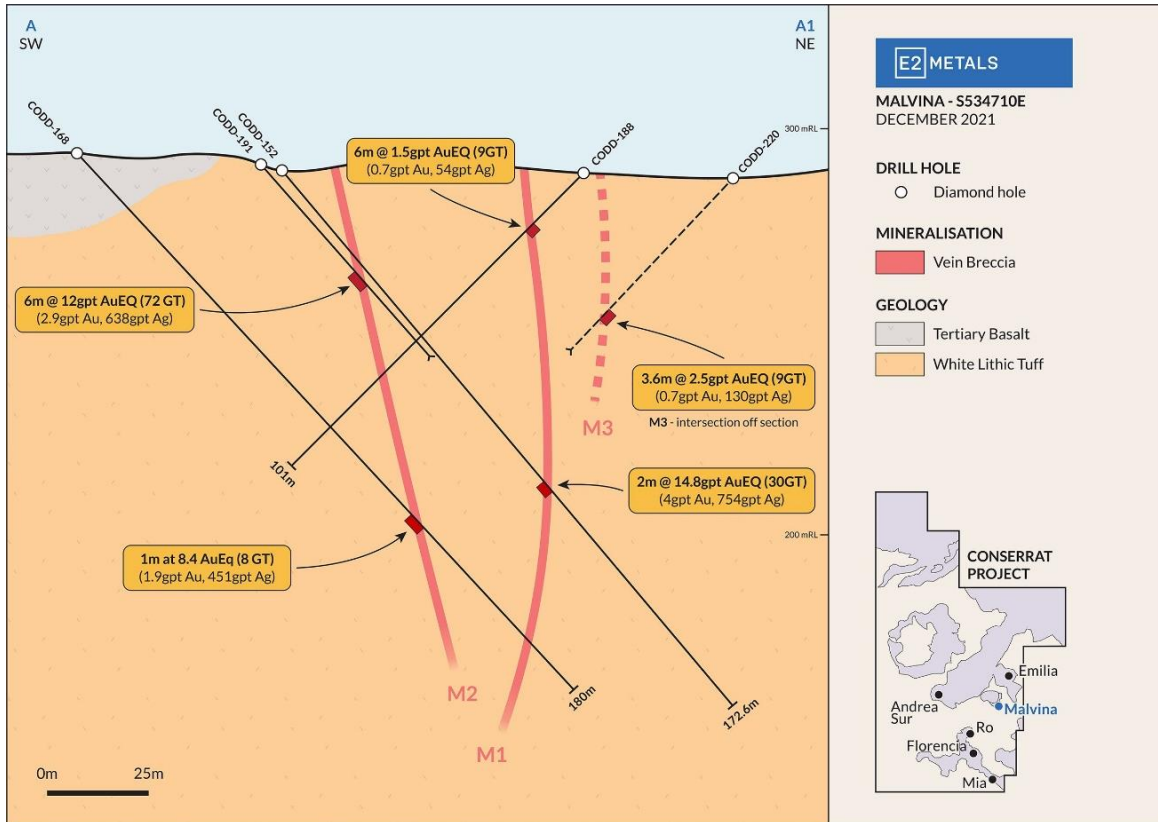 A
SW
A1
NE
CODD-168
CODD-191
CODD-152
CODD-188
CODD-220
6m @ 1.5gpt AuEQ (9GT)
(0.7gpt Au, 54gpt Ag)
6m @ 12gpt AuEQ (72 GT)
(2.9gpt Au, 638gpt Ag)
3.6m @ 2.5gpt AuEQ (9GT)
(0.7gpt Au, 130gpt Ag)
M3 - intersection off section
M3
101m
2m @ 14.8gpt AuEQ (30GT)
(4gpt Au, 754gpt Ag)
1m at 8.4 AuEq (8 GT)
(1.9gpt Au, 451gpt Ag)
M2
M1
180m
172.6m
0m 25m
300 mRL
200 mRL
E2 METALS
MALVINA - S534710E
DECEMBER 2021
DRILL HOLE
Diamond hole
MINERALISATION
Vein Breccia
GEOLOGY
Tertiary Basalt
White Lithic Tuff
CONSERRAT
PROJECT
Emilia
Andrea
Sur
Malvina
Ro
Florencia
Mia